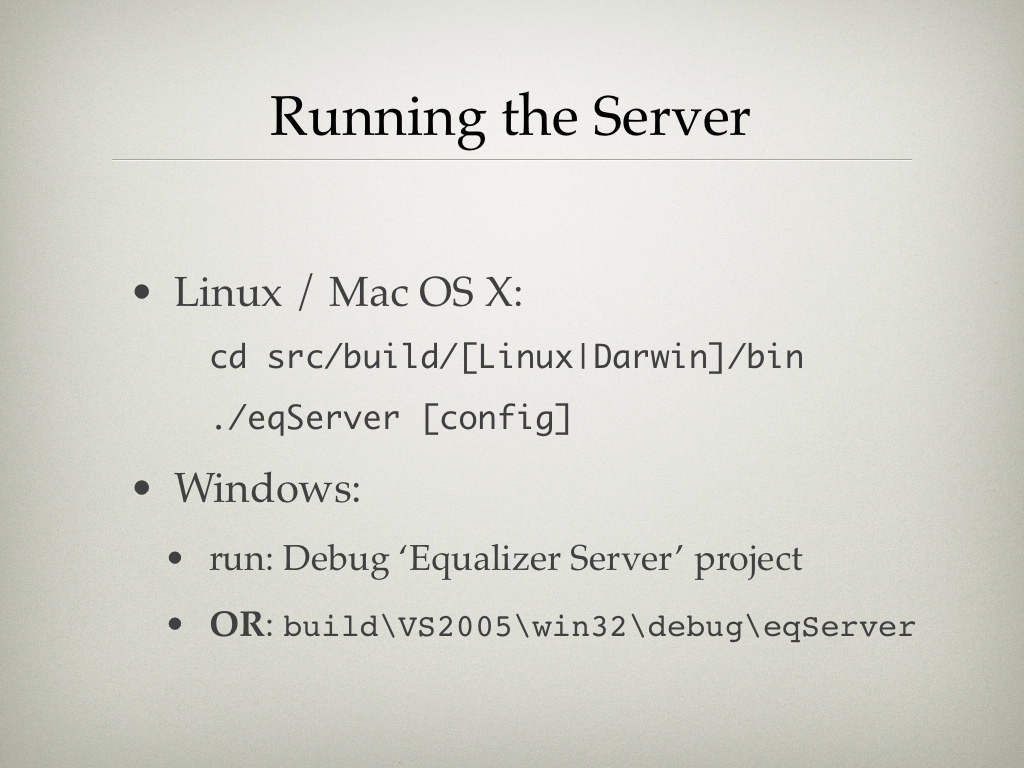 Running the Server
• Linux / Mac OS X:
cd src/build/[Linux|Darwin]/bin
./eqServer [config]
• Windows:
• run: Debug ‘Equalizer Server’ project
• OR: build\VS2005\win32\debug\eqServer